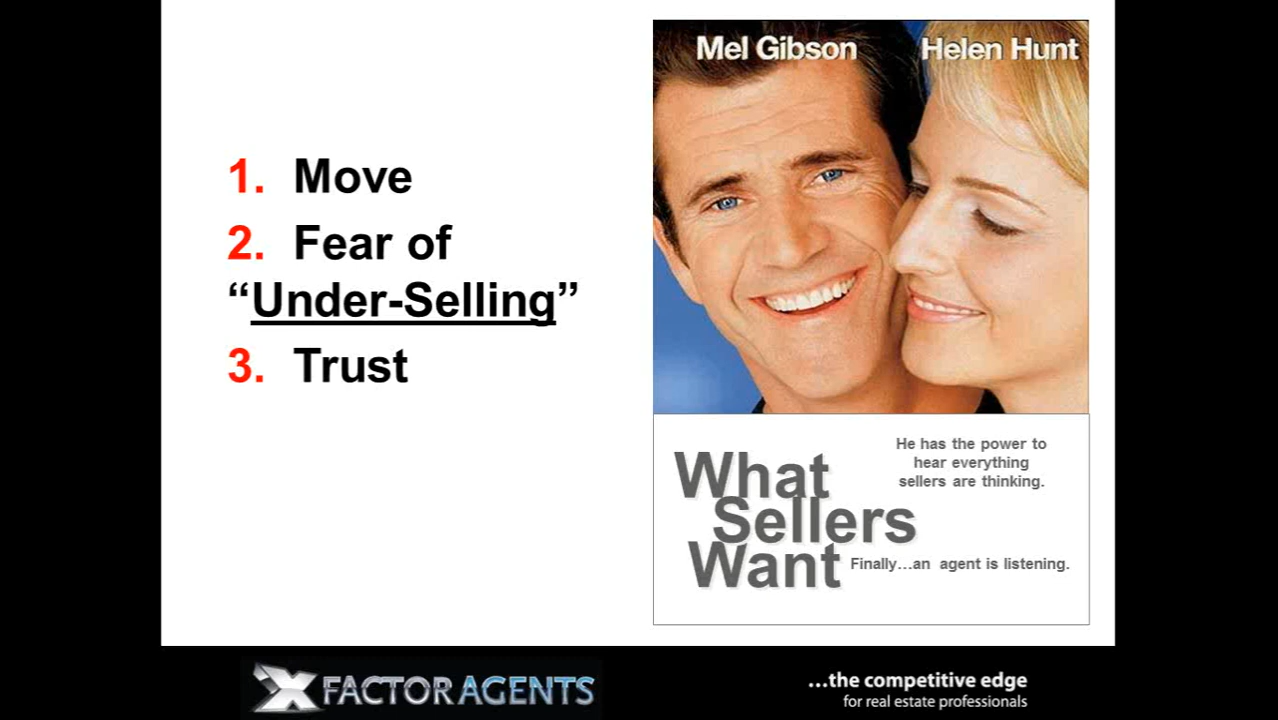 1. Move
2. Fear of
“Under-Selling”
3. Trust
Mel Gibson Helen Hunt
He has the power to
hear everything
sellers are thinking.
What
Sellers
Want
Finally…an agent is listening.
X FACTORAGENTS
…the competitive edge
for real estate professionals